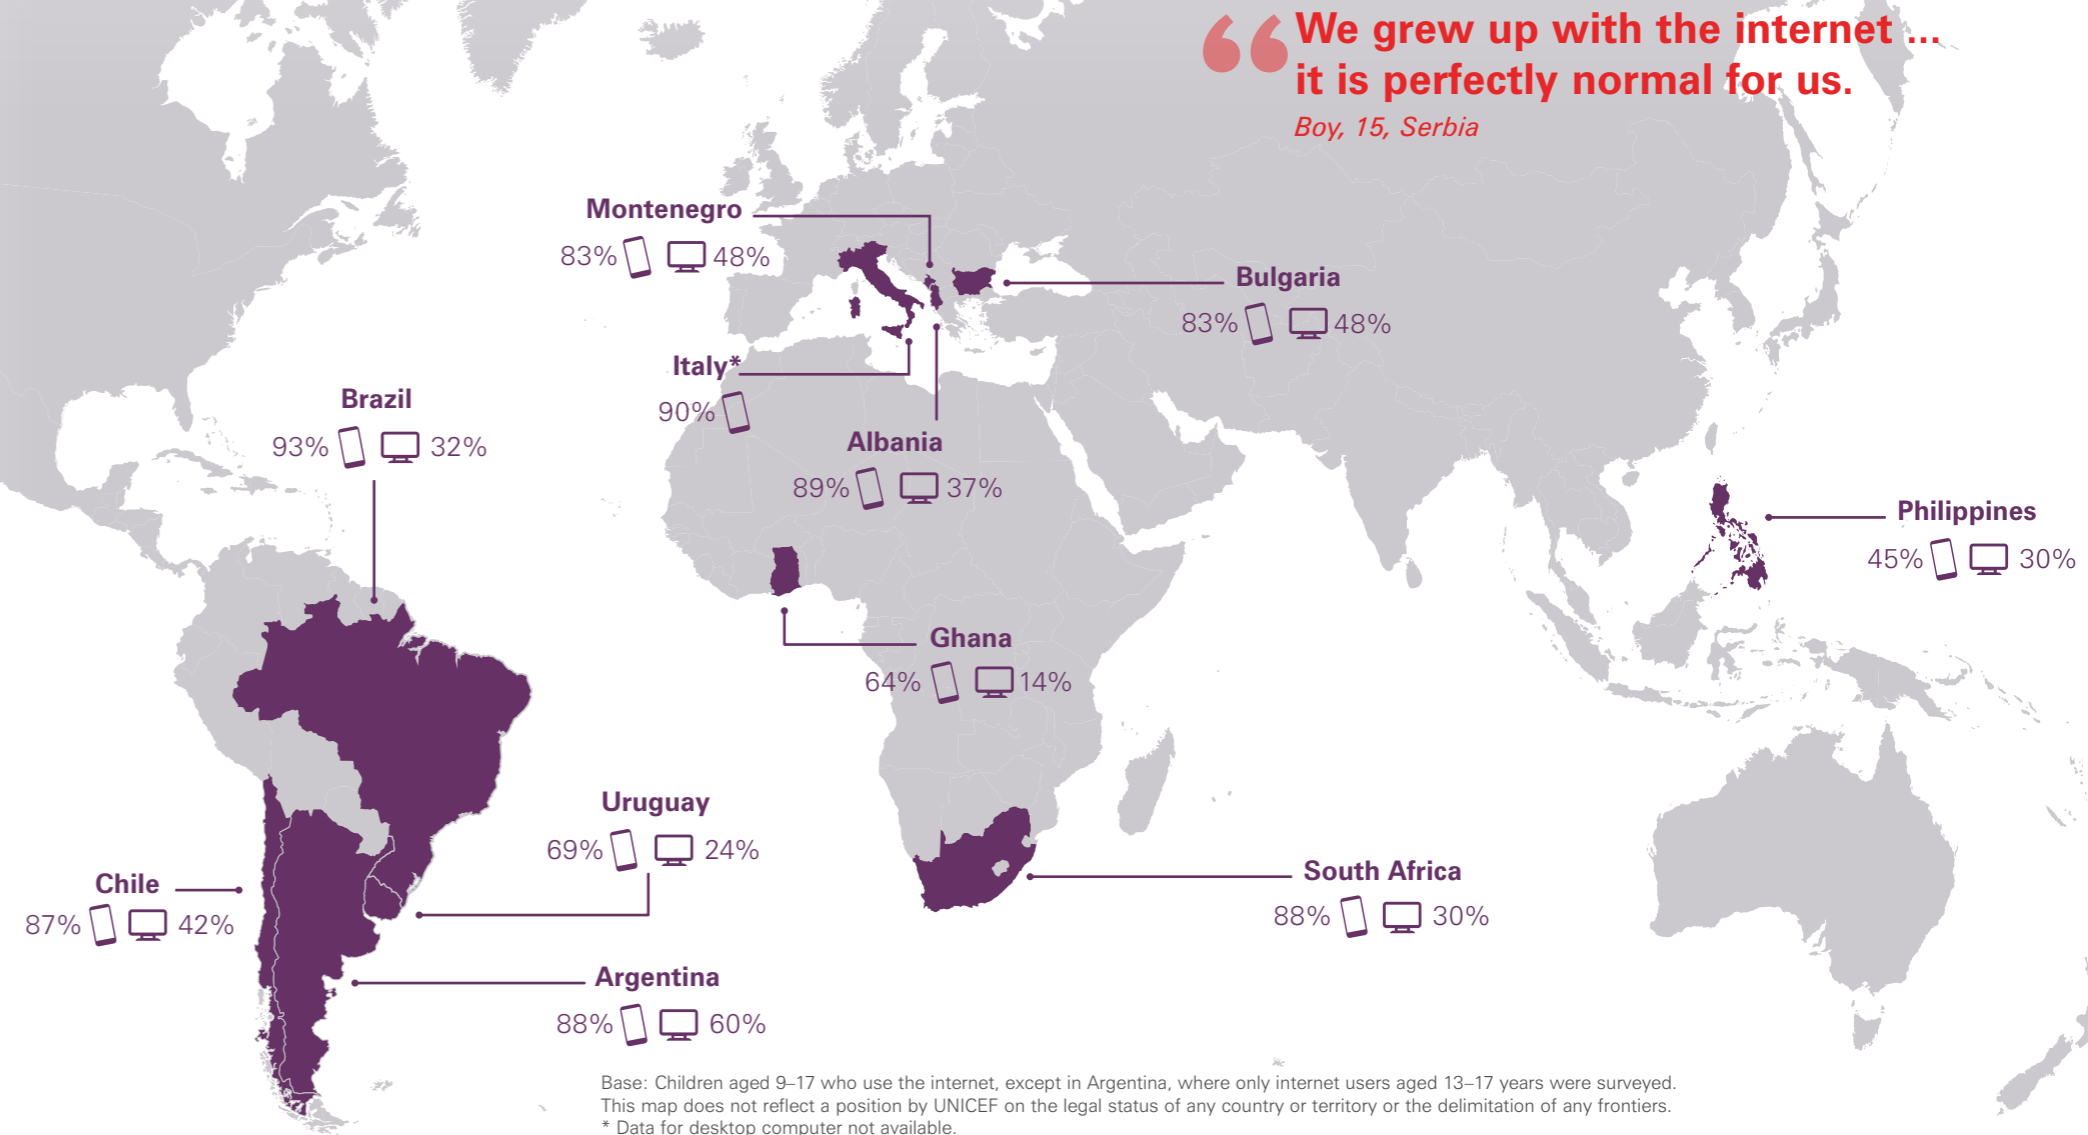 We grew up with the internet ...
it is perfectly normal for us.
Boy, 15, Serbia
Montenegro
83% 48%
Bulgaria
83% 48%
Italy*
90%
Brazil
93% 32%
Albania
89% 37%
Philippines
45% 30%
Ghana
64% 14%
Uruguay
69% 24%
Chile
87% 42%
South Africa
88% 30%
Argentina
88% 60%
Base: Children aged 9–17 who use the internet, except in Argentina, where only internet users aged 13–17 years were surveyed.
This map does not reflect a position by UNICEF on the legal status of any country or territory or the delimitation of any frontiers.
* Data for desktop computer not available.